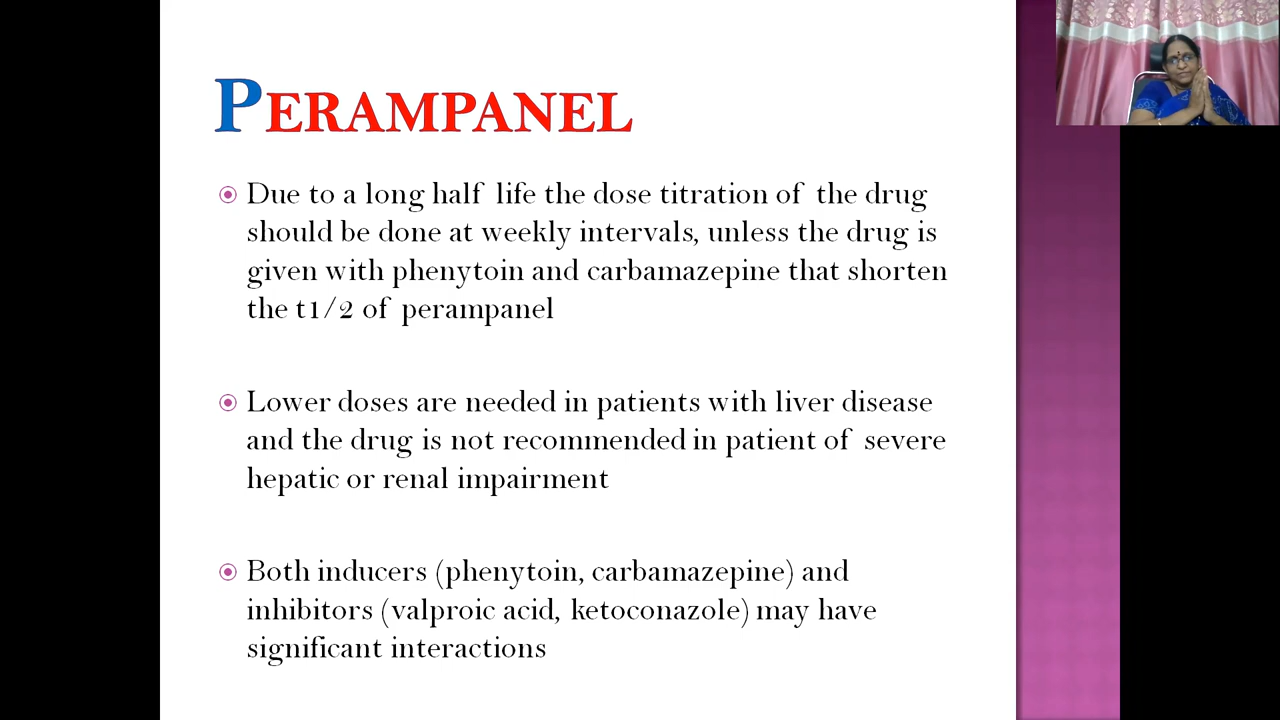 PERAMPANEL
Due to a long half life the dose titration of the drug
should be done at weekly intervals, unless the drug is
given with phenytoin and carbamazepine that shorten
the t1/2 of perampanel
Lower doses are needed in patients with liver disease
and the drug is not recommended in patient of severe
hepatic or renal impairment
Both inducers (phenytoin, carbamazepine) and
inhibitors (valproic acid, ketoconazole) may have
significant interactions